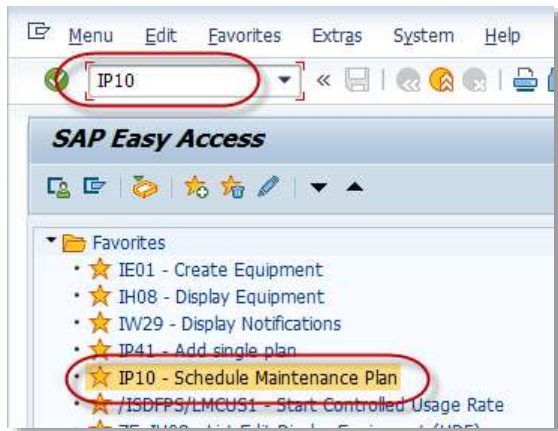 Menu Edit Favorites Extras System Help
IP10 «
SAP Easy Access
Favorites
IE01 - Create Equipment
IH08 - Display Equipment
IW29 - Display Notifications
IP41 - Add single plan
IP10 - Schedule Maintenance Plan
/ISDFPS/LMCUS1 - Start Controlled Usage Rate